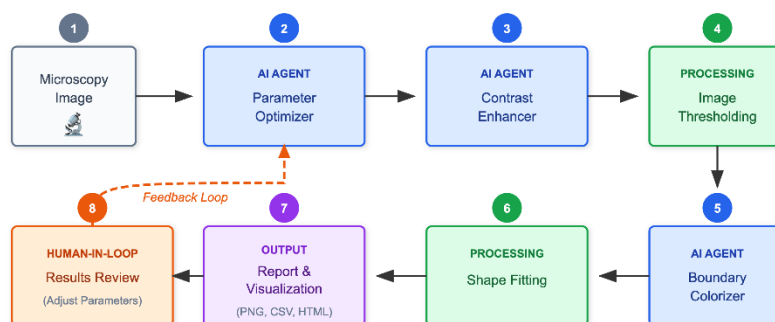 1
2
3
4
Microscopy
Image
AI AGENT
Parameter
Optimizer
AI AGENT
Contrast
Enhancer
PROCESSING
Image
Thresholding
Feedback Loop
8
7
6
5
HUMAN-IN-LOOP
Results Review
(Adjust Parameters)
OUTPUT
Report &
Visualization
(PNG, CSV, HTML)
PROCESSING
Shape Fitting
AI AGENT
Boundary
Colorizer